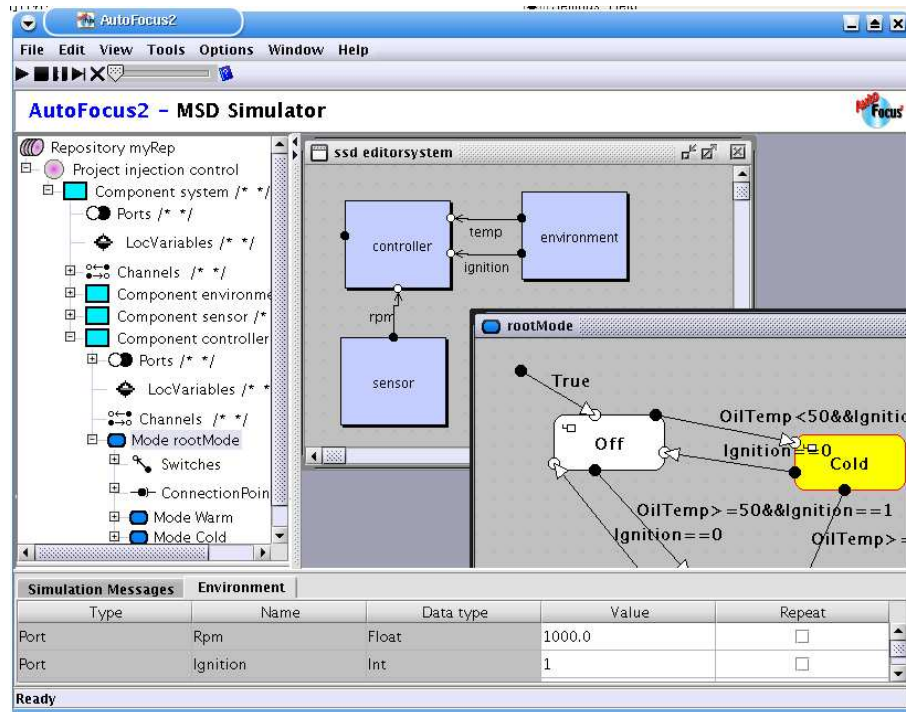 AutoFocus2
File Edit View Tools Options Window Help
AutoFocus2 – MSD Simulator
Auto Focus
Repository myRep
Project injection control
Component system /* */
Ports /* */
LocVariables /* */
Channels /* */
Component environme
Component sensor /*
Component controller
Ports /* */
LocVariables /* *
Channels /* */
Mode rootMode
Switches
ConnectionPoin
Mode Warm
Mode Cold
ssd editorsystem
controller
temp
ignition
environment
rpm
sensor
rootMode
True
Off
OilTemp<50&&Ignitio
Ignition==0
Cold
OilTemp>=50&&Ignition==1
Ignition==0
OilTemp>=
Simulation Messages Environment
Type Name Data type Value Repeat
Port Rpm Float 1000.0
Port Ignition Int 1
Ready